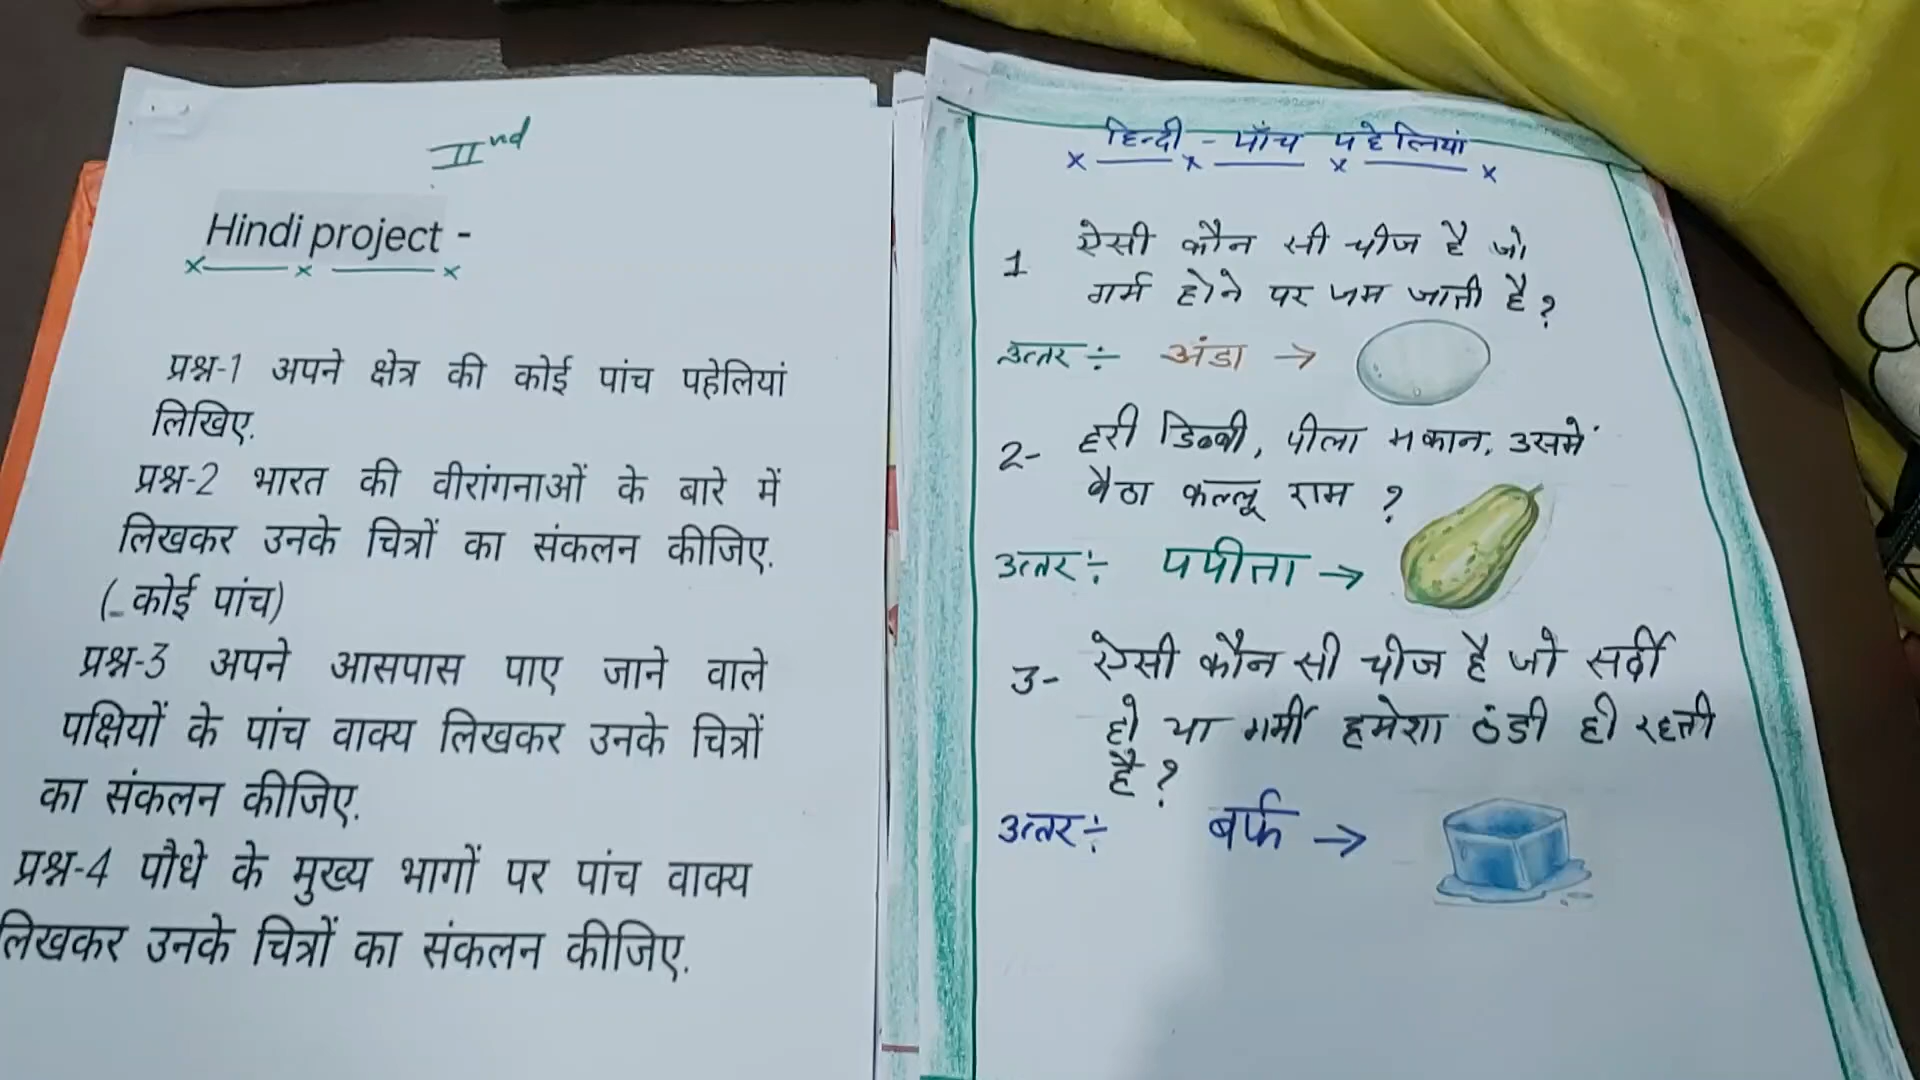 IInd
Hindi project -
प्रश्न-1 अपने क्षेत्र की कोई पांच पहेलियां
लिखिए.
प्रश्न-2 भारत की वीरांगनाओं के बारे में
लिखकर उनके चित्रों का संकलन कीजिए.
(_कोई पांच)
प्रश्न-3 अपने आसपास पाए जाने वाले
पक्षियों के पांच वाक्य लिखकर उनके चित्रों
का संकलन कीजिए.
प्रश्न-4 पौधे के मुख्य भागों पर पांच वाक्य
लिखकर उनके चित्रों का संकलन कीजिए.
हिन्दी - पाँच पहेलियां
1 ऐसी कौन सी चीज है जो
गर्म होने पर जम जाती है?
उत्तर ÷ अंडा →
2- हरी डिब्बी, पीला मकान, उसमें
बैठा कल्लू राम ?
उत्तर ÷ पपीता →
3- ऐसी कौन सी चीज है जो सर्दी
हो या गर्मी हमेशा ठंडी ही रहती
है ?
उत्तर ÷ बर्फ →